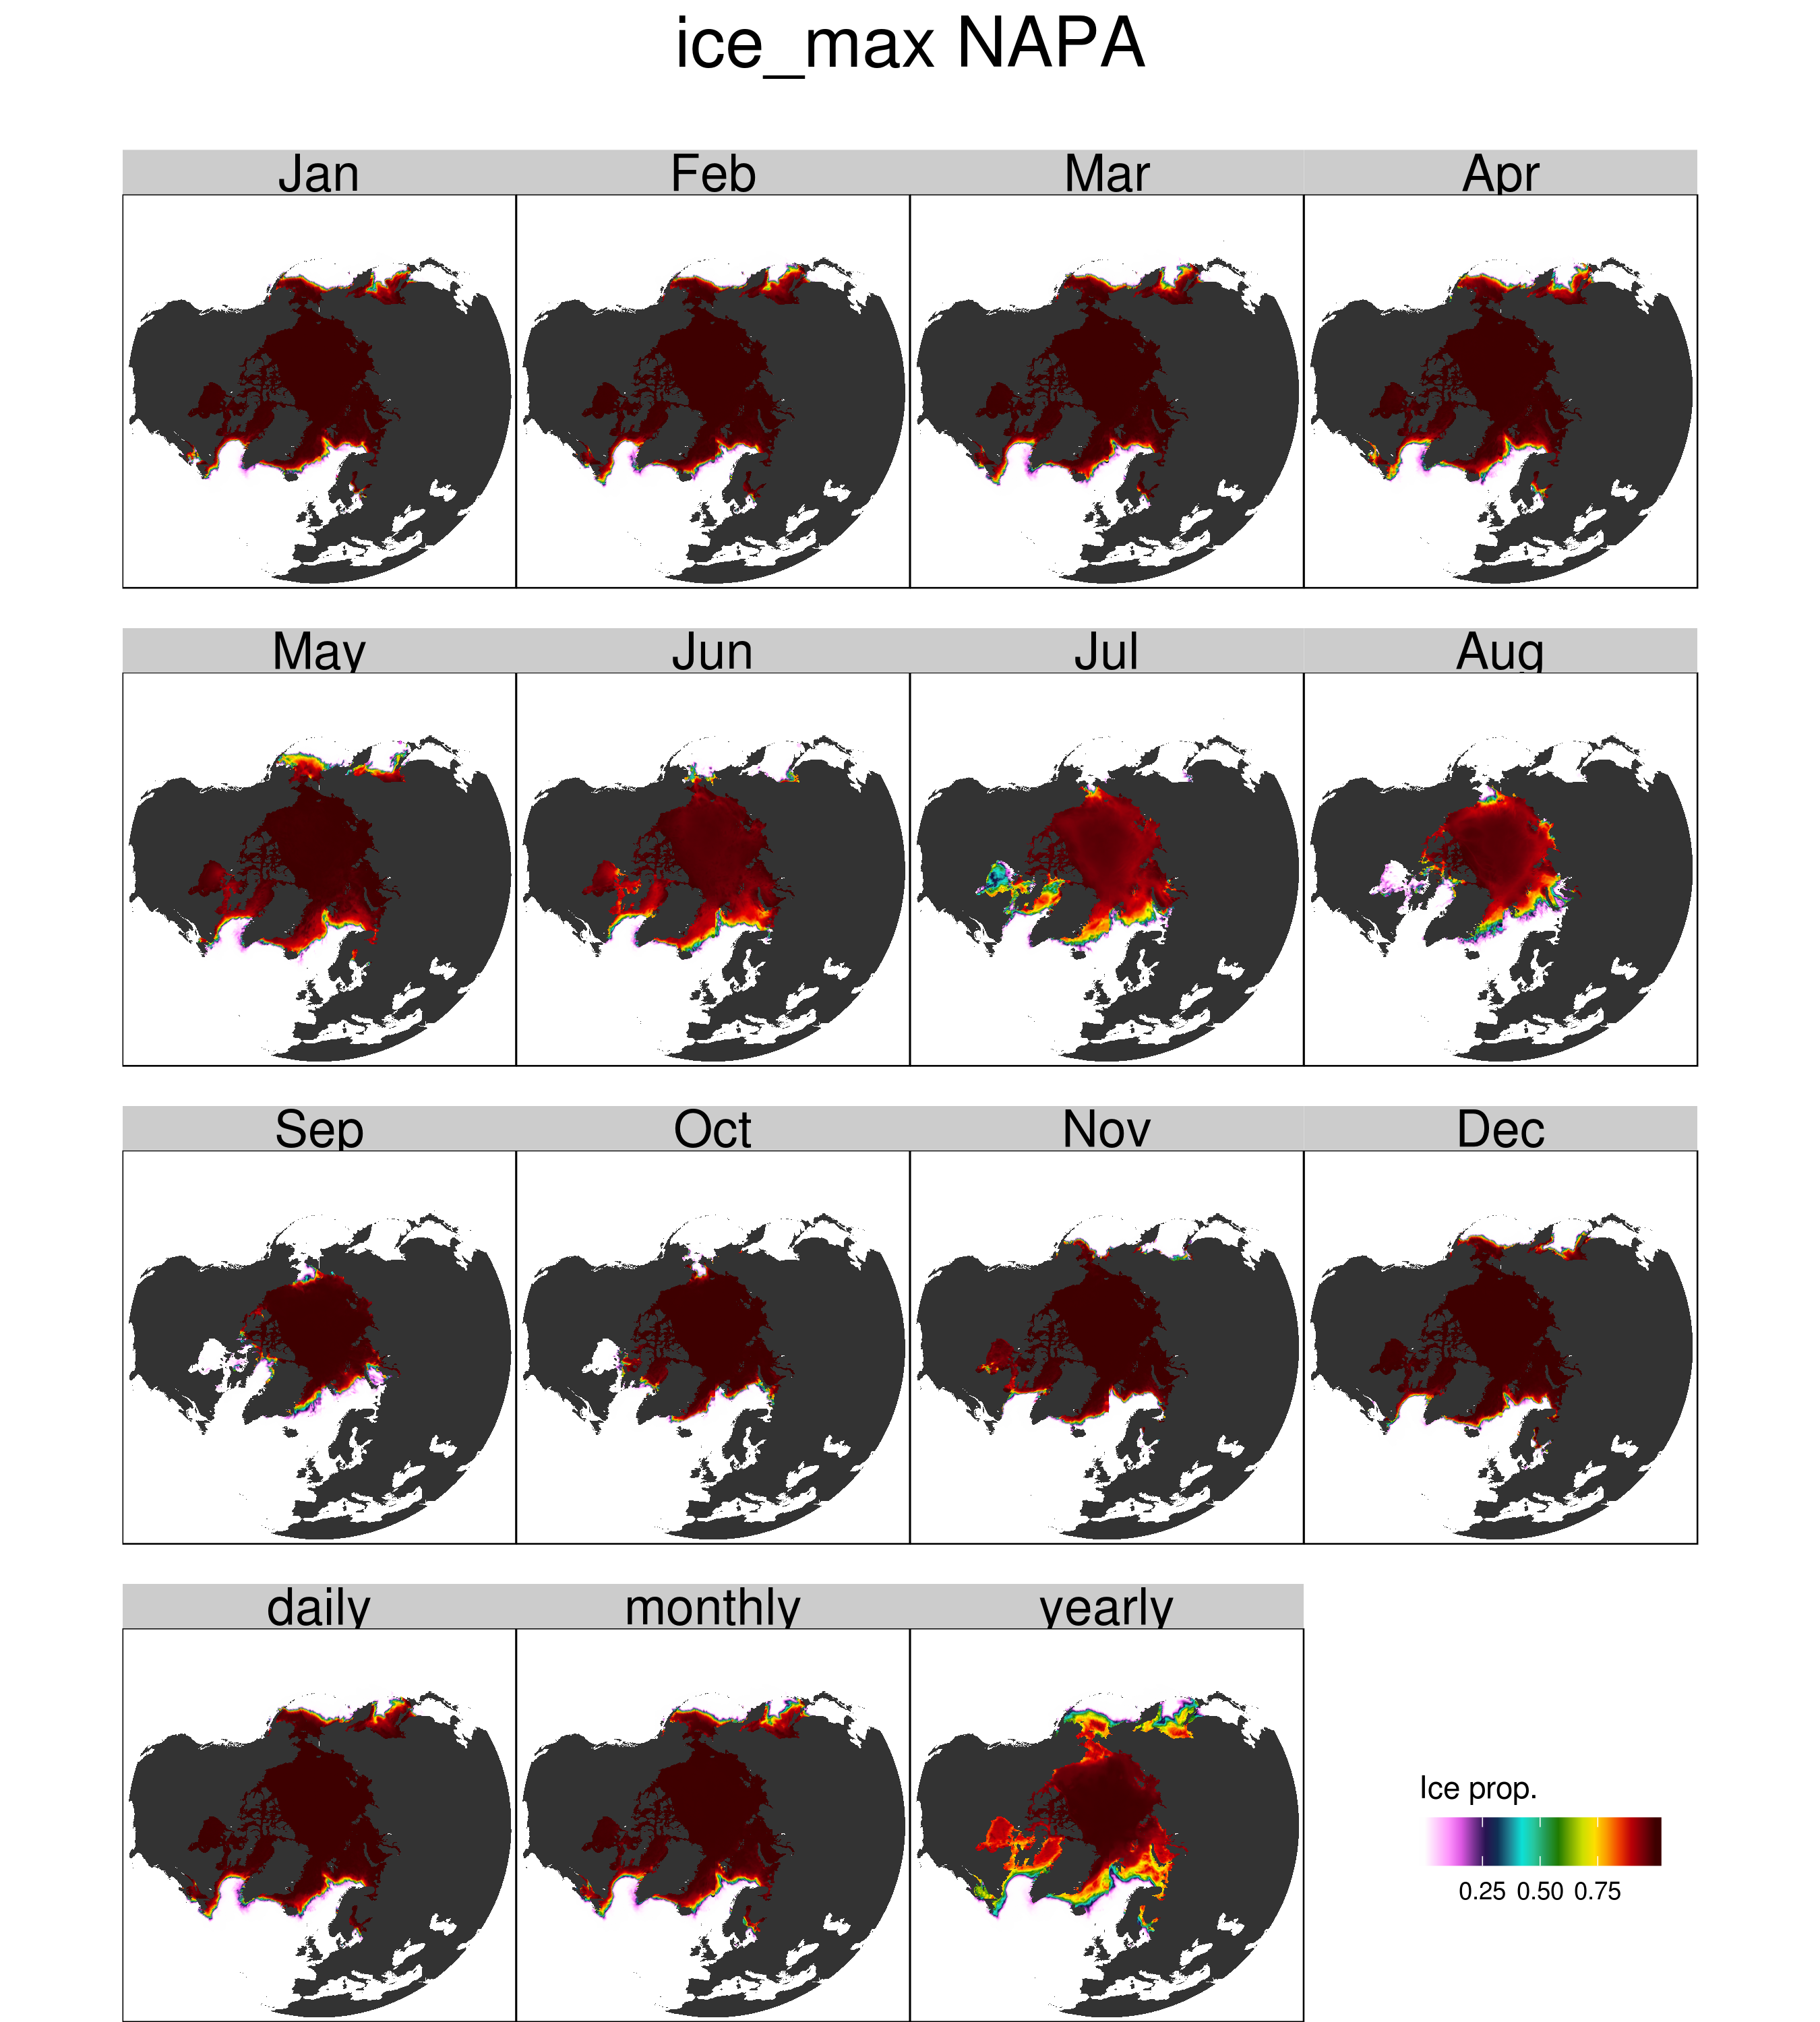 ice_max NAPA
Jan Feb Mar Apr
May Jun Jul Aug
Sep Oct Nov Dec
daily monthly yearly
Ice prop.
0.25 0.50 0.75